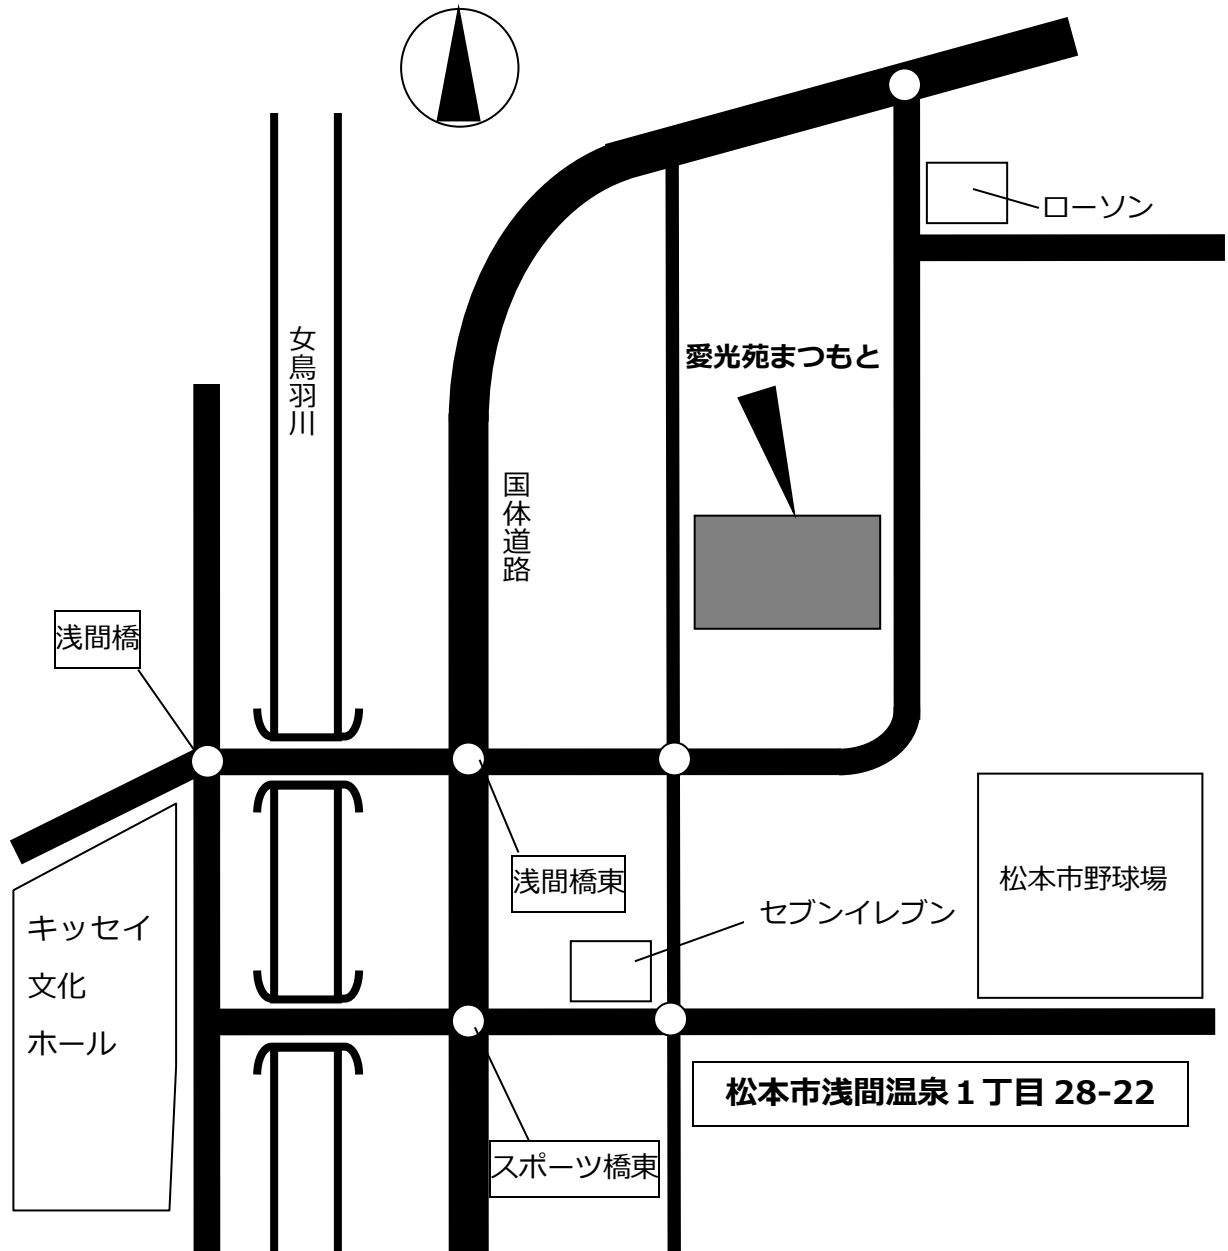 ローソン
女鳥羽川
愛光苑まつもと
国体道路
浅間橋
浅間橋東
松本市野球場
セブンイレブン
キッセイ
文化
ホール
松本市浅間温泉１丁目 28-22
スポーツ橋東